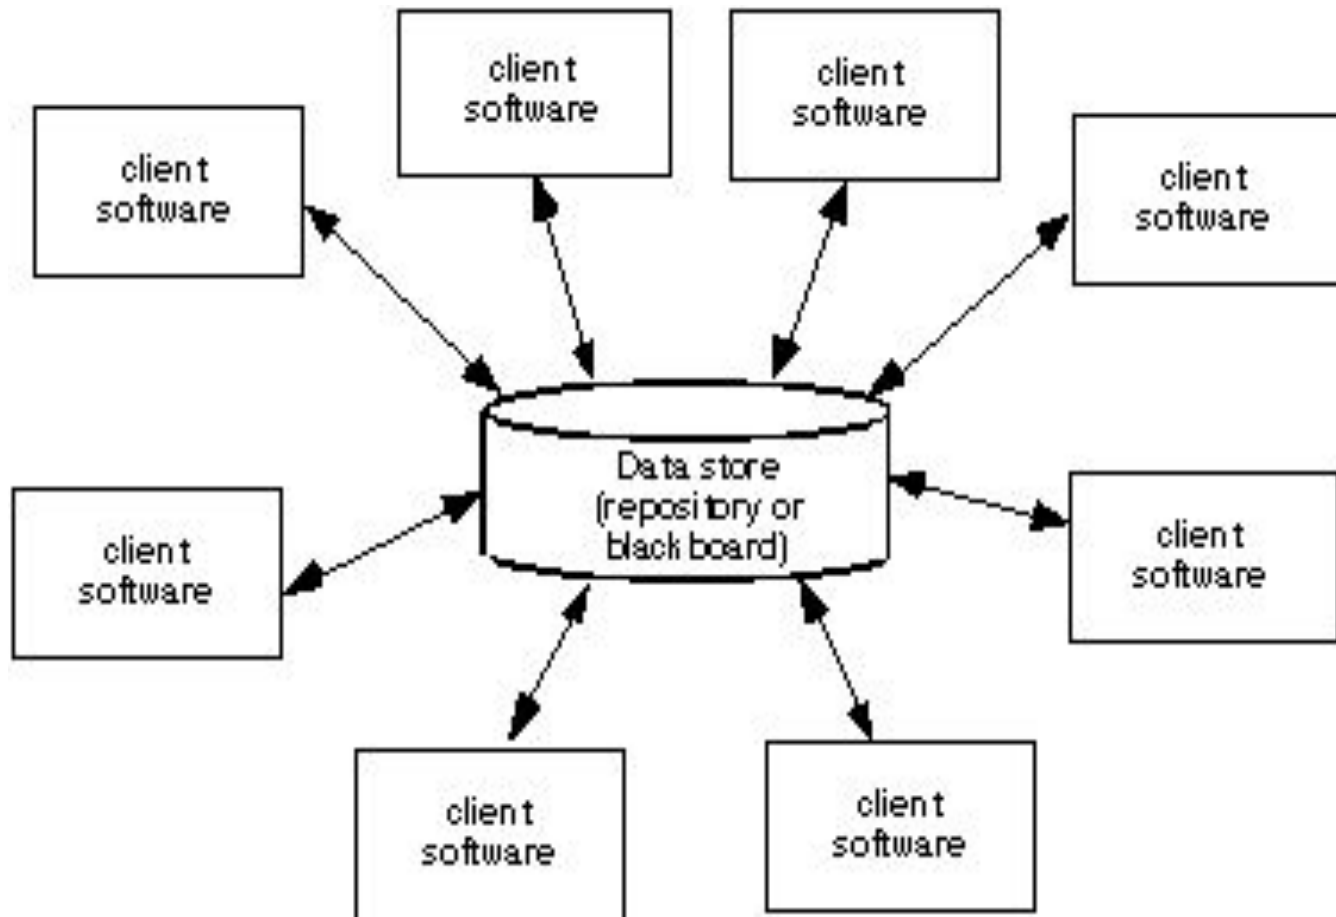 client
software
client
software
client
software
client
software
Data store
(repository or
blackboard)
client
software
client
software
client
software
client
software